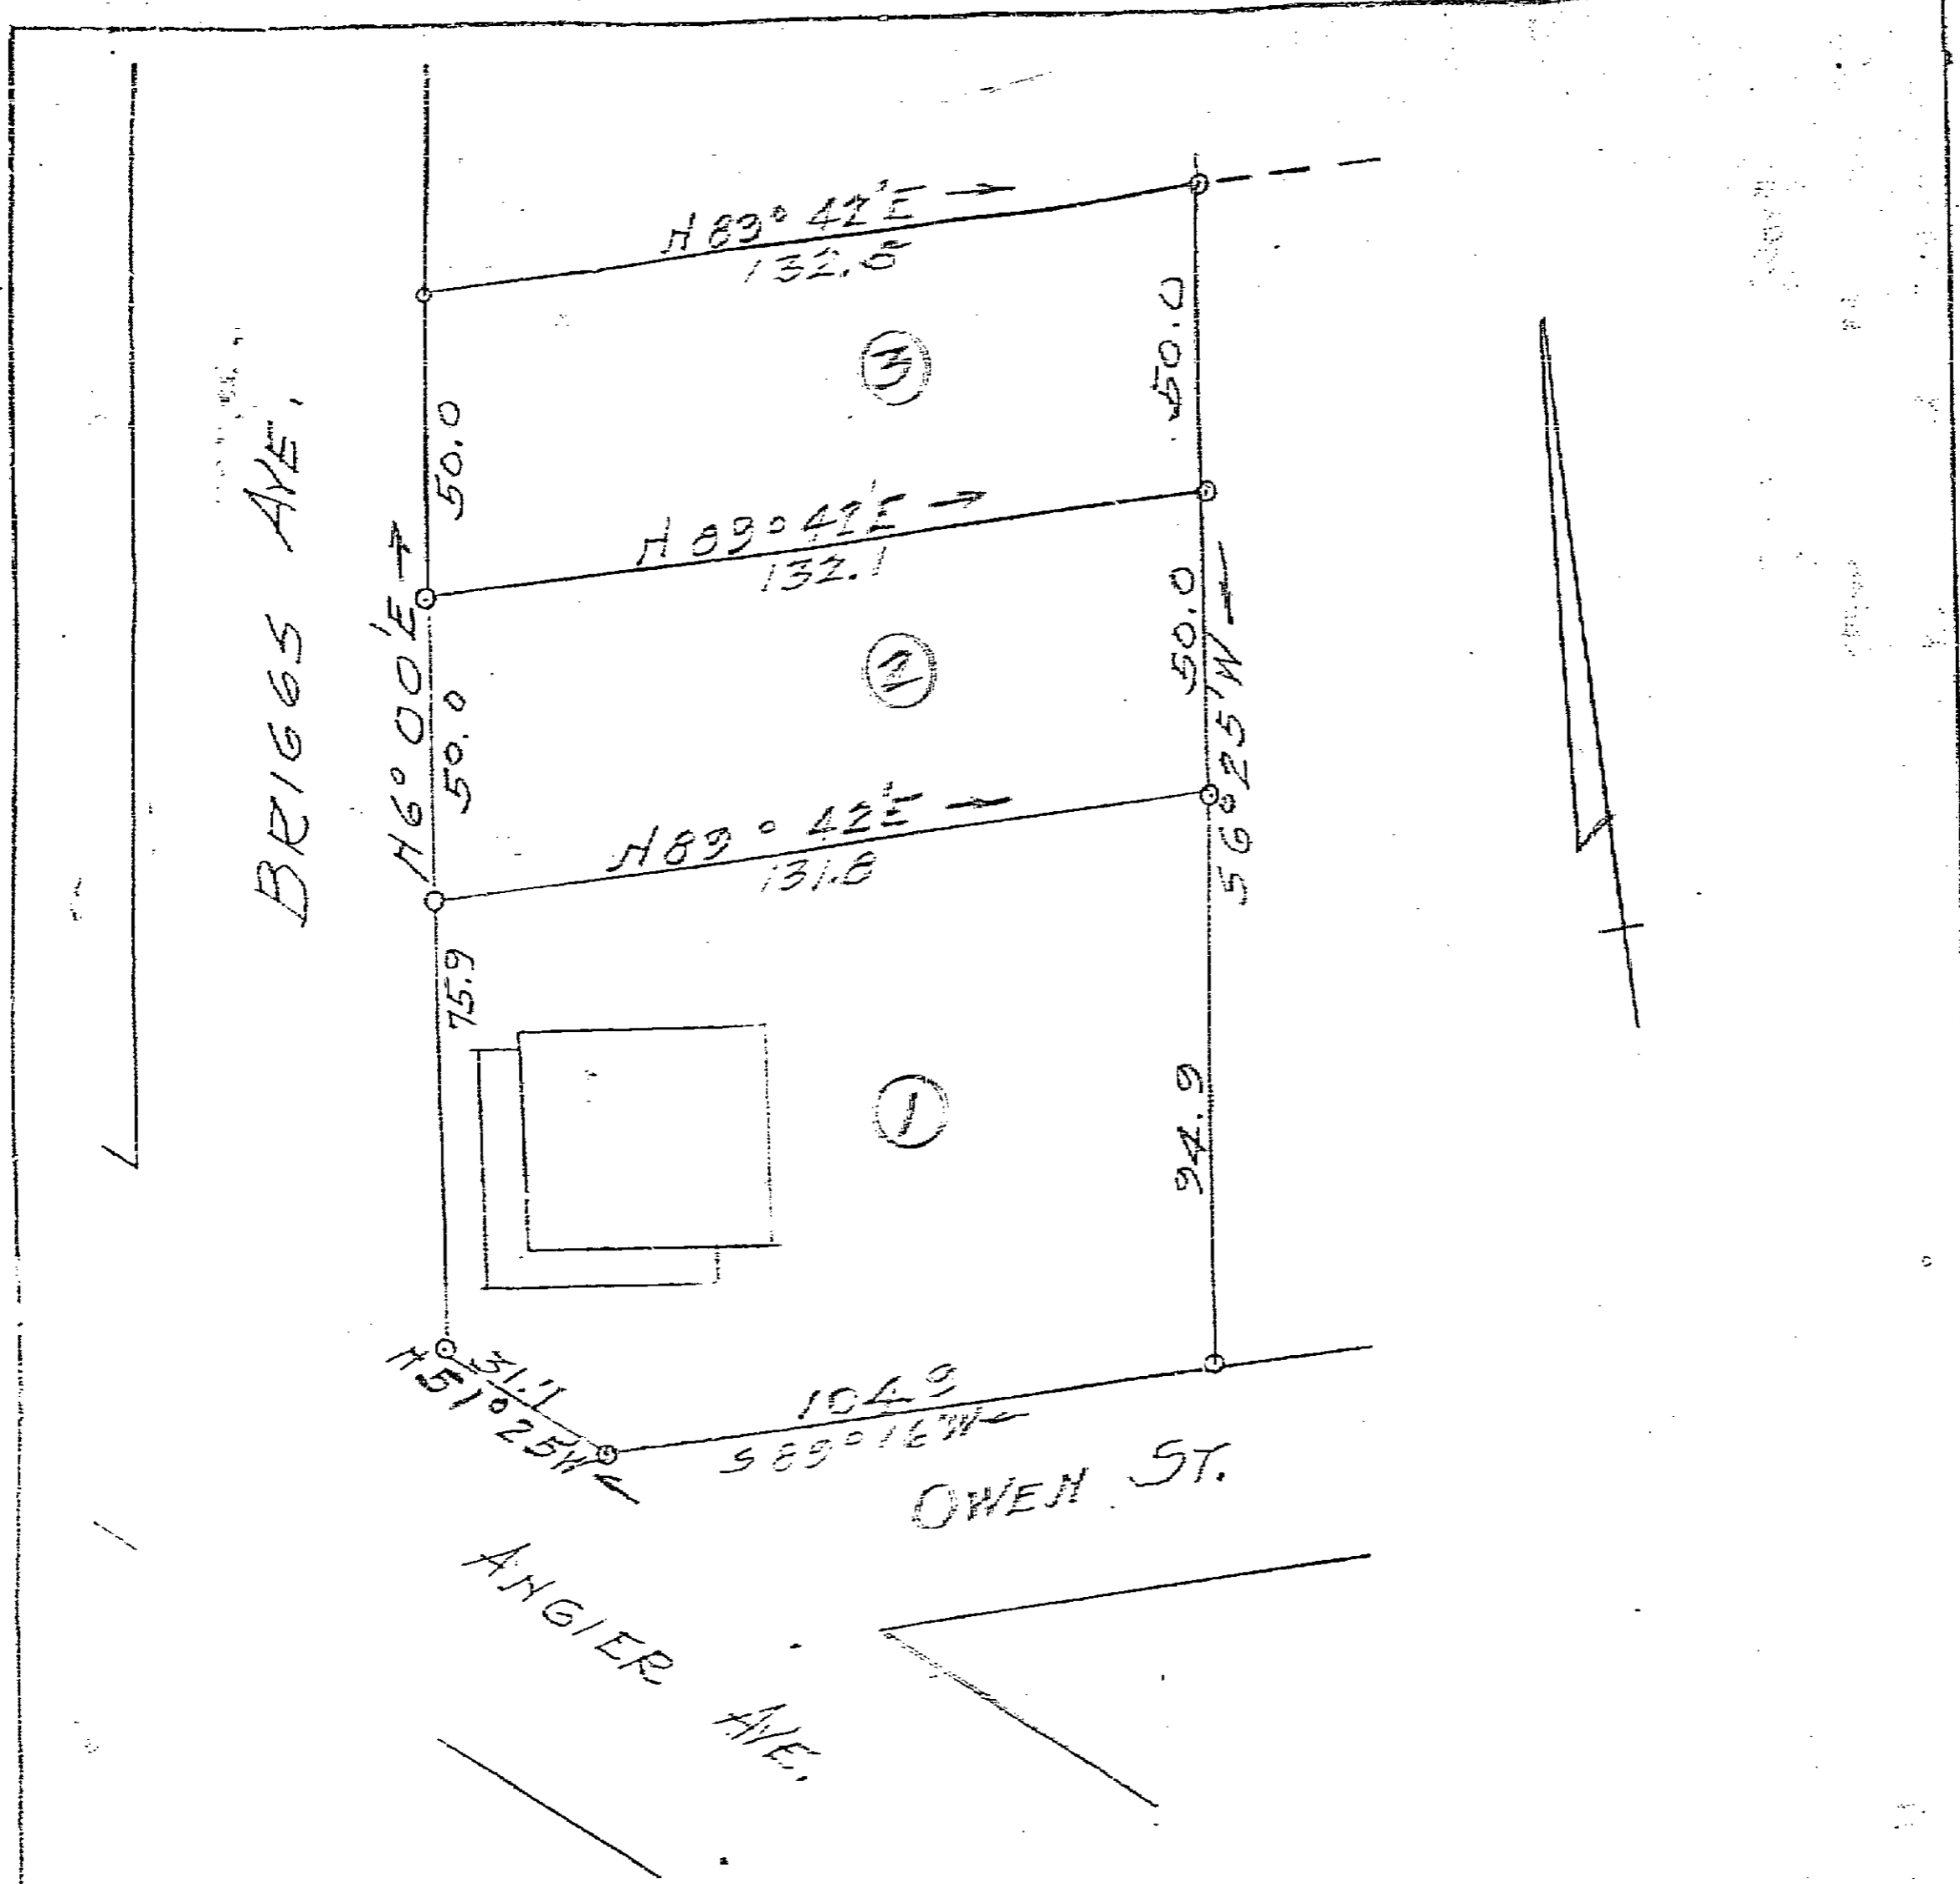 N 89° 42' E →
132.5
③
50.0
50.0
BRIGGS AVE.
N 89° 42' E →
132.1
N 6° 00' E →
50.0
②
50.0
S 6° 25' W
N 89° 42' E →
131.8
75.9
①
94.9
31.7
N 51° 25' W ←
104.9
S 89° 16' W ←
OWEN ST.
ANGIER AVE.